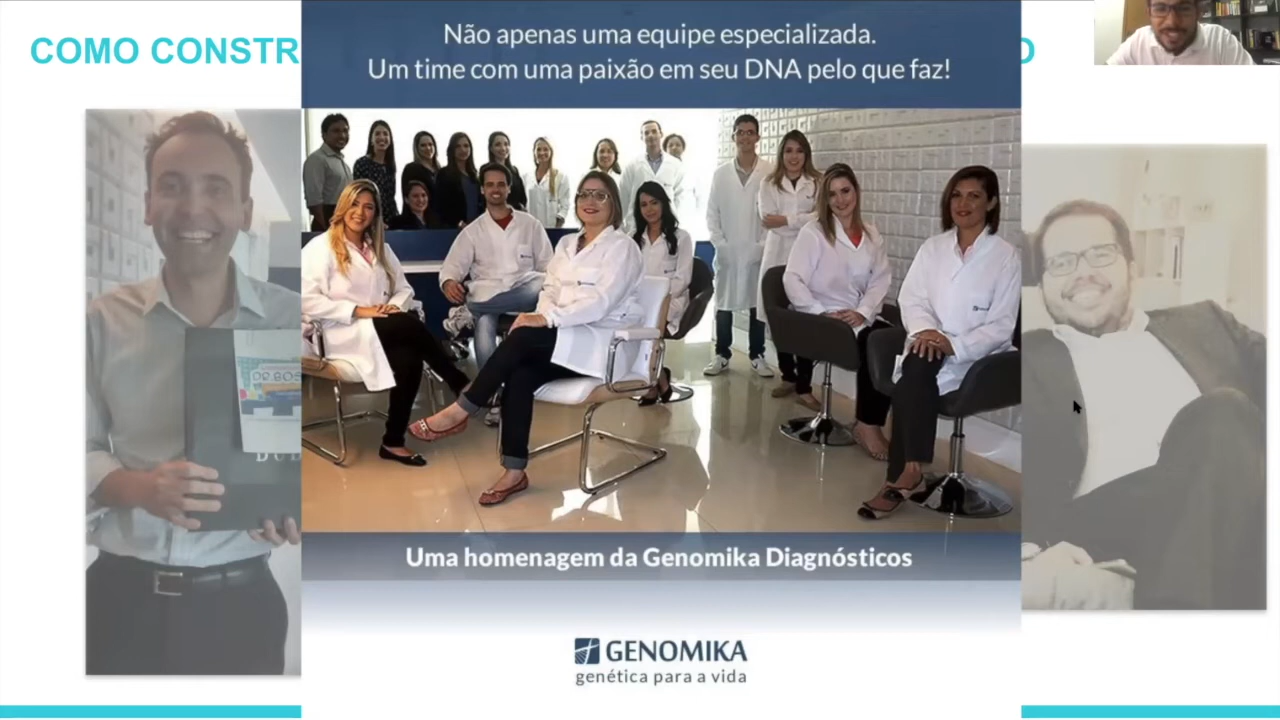 COMO CONSTR
Não apenas uma equipe especializada.
Um time com uma paixão em seu DNA pelo que faz!
Uma homenagem da Genomika Diagnósticos
GENOMIKA
genética para a vida